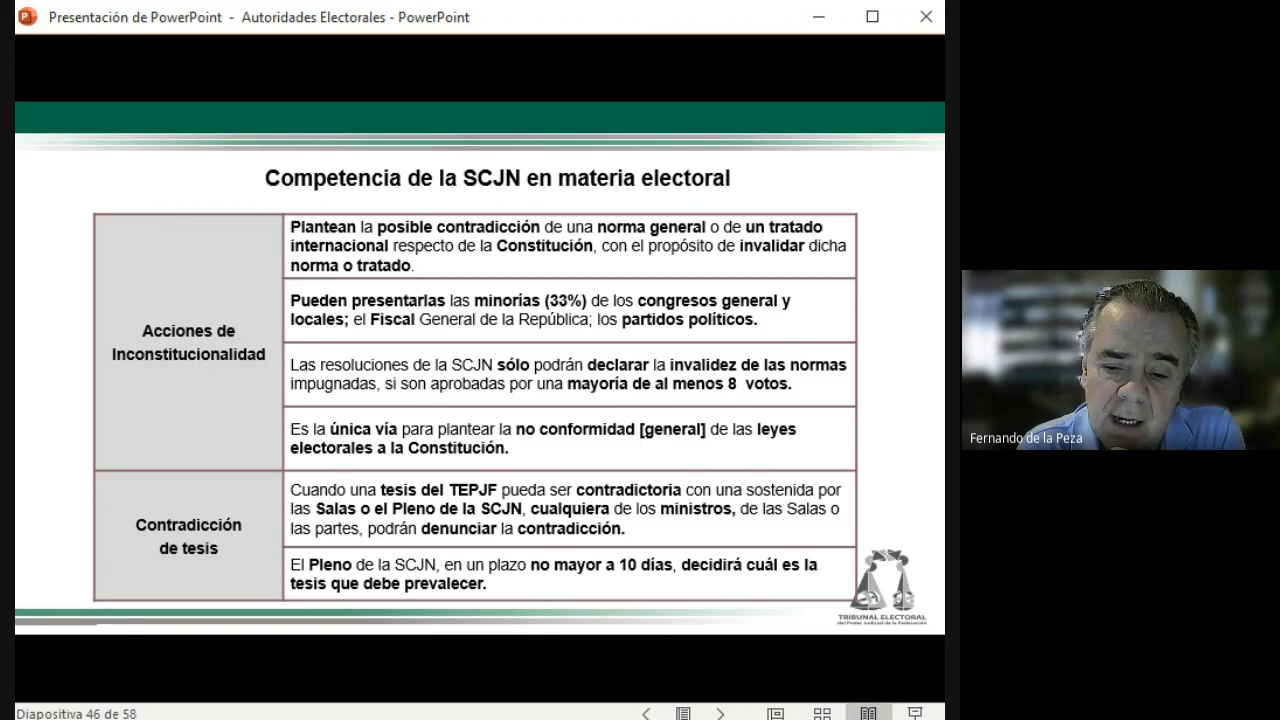 Presentación de PowerPoint - Autoridades Electorales - PowerPoint
Competencia de la SCJN en materia electoral
Acciones de
Inconstitucionalidad
Plantean la posible contradicción de una norma general o de un tratado
internacional respecto de la Constitución, con el propósito de invalidar dicha
norma o tratado.
Pueden presentarlas las minorías (33%) de los congresos general y
locales; el Fiscal General de la República; los partidos políticos.
Las resoluciones de la SCJN sólo podrán declarar la invalidez de las normas
impugnadas, si son aprobadas por una mayoría de al menos 8 votos.
Es la única vía para plantear la no conformidad [general] de las leyes
electorales a la Constitución.
Contradicción
de tesis
Cuando una tesis del TEPJF pueda ser contradictoria con una sostenida por
las Salas o el Pleno de la SCJN, cualquiera de los ministros, de las Salas o
las partes, podrán denunciar la contradicción.
El Pleno de la SCJN, en un plazo no mayor a 10 días, decidirá cuál es la
tesis que debe prevalecer.
TRIBUNAL ELECTORAL
del Poder Judicial de la Federación
Fernando de la Peza
Diapositiva 46 de 58